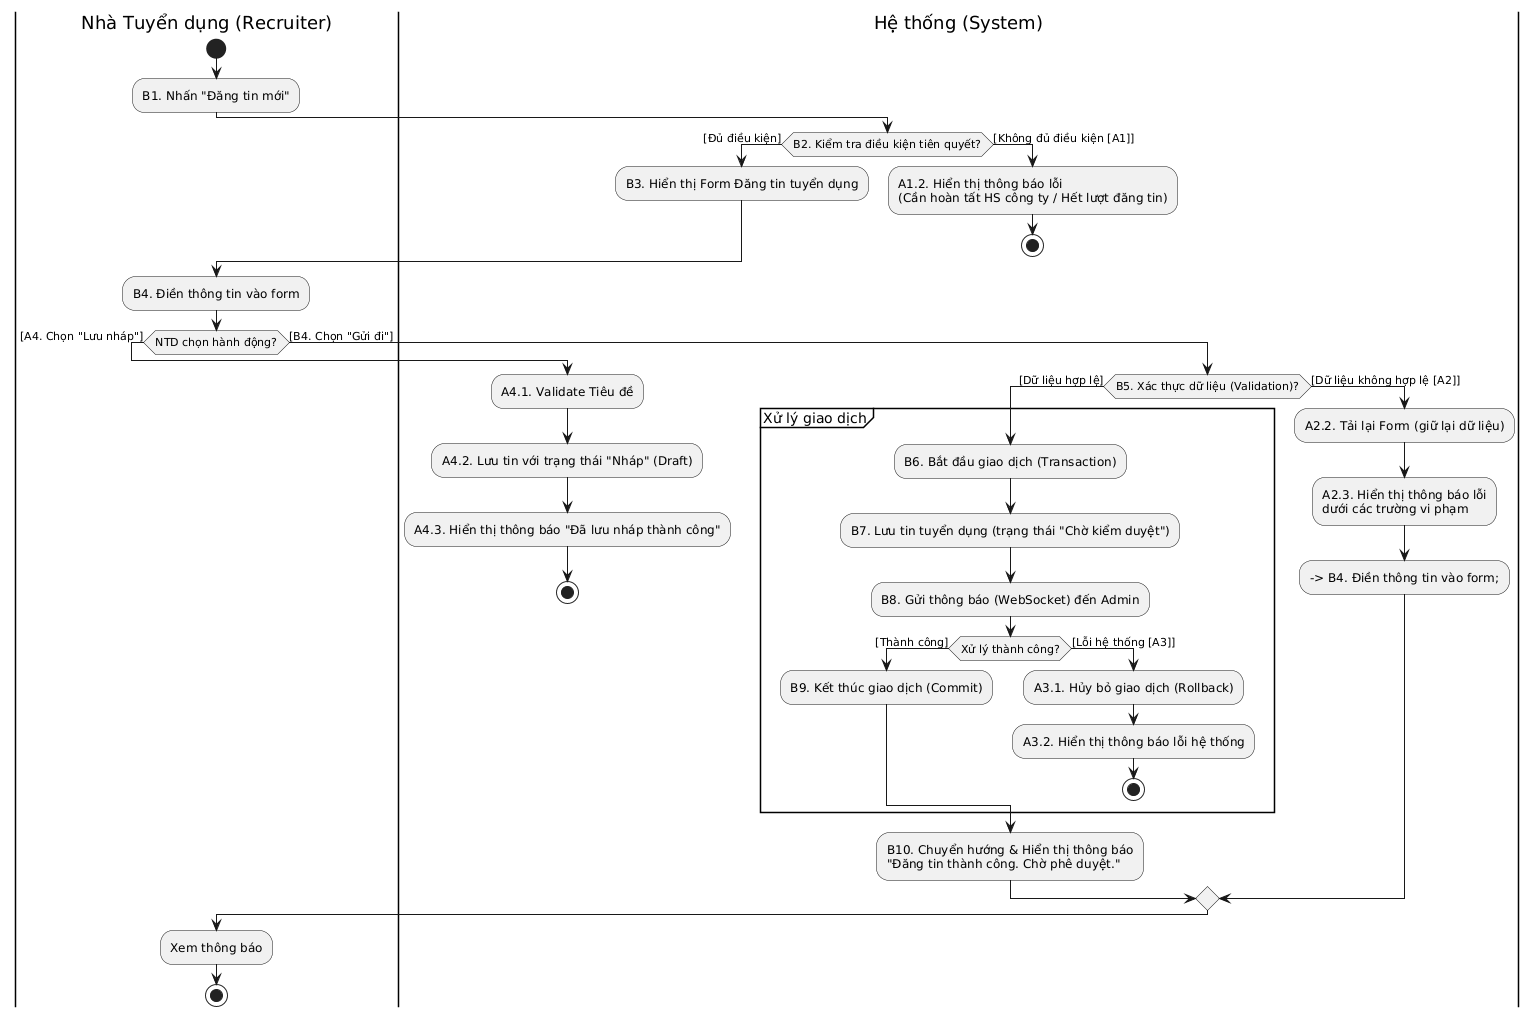 Nhà Tuyển dụng (Recruiter)
Hệ thống (System)
B1. Nhấn "Đăng tin mới"
B2. Kiểm tra điều kiện tiên quyết?
[Đủ điều kiện]
[Không đủ điều kiện [A1]]
B3. Hiển thị Form Đăng tin tuyển dụng
A1.2. Hiển thị thông báo lỗi
(Cần hoàn tất HS công ty / Hết lượt đăng tin)
B4. Điền thông tin vào form
NTD chọn hành động?
[A4. Chọn "Lưu nháp"]
[B4. Chọn "Gửi đi"]
A4.1. Validate Tiêu đề
A4.2. Lưu tin với trạng thái "Nháp" (Draft)
A4.3. Hiển thị thông báo "Đã lưu nháp thành công"
B5. Xác thực dữ liệu (Validation)?
[Dữ liệu hợp lệ]
[Dữ liệu không hợp lệ [A2]]
Xử lý giao dịch
B6. Bắt đầu giao dịch (Transaction)
B7. Lưu tin tuyển dụng (trạng thái "Chờ kiểm duyệt")
B8. Gửi thông báo (WebSocket) đến Admin
Xử lý thành công?
[Thành công]
[Lỗi hệ thống [A3]]
B9. Kết thúc giao dịch (Commit)
A3.1. Hủy bỏ giao dịch (Rollback)
A3.2. Hiển thị thông báo lỗi hệ thống
B10. Chuyển hướng & Hiển thị thông báo
"Đăng tin thành công. Chờ phê duyệt."
A2.2. Tải lại Form (giữ lại dữ liệu)
A2.3. Hiển thị thông báo lỗi
dưới các trường vi phạm
-> B4. Điền thông tin vào form;
Xem thông báo